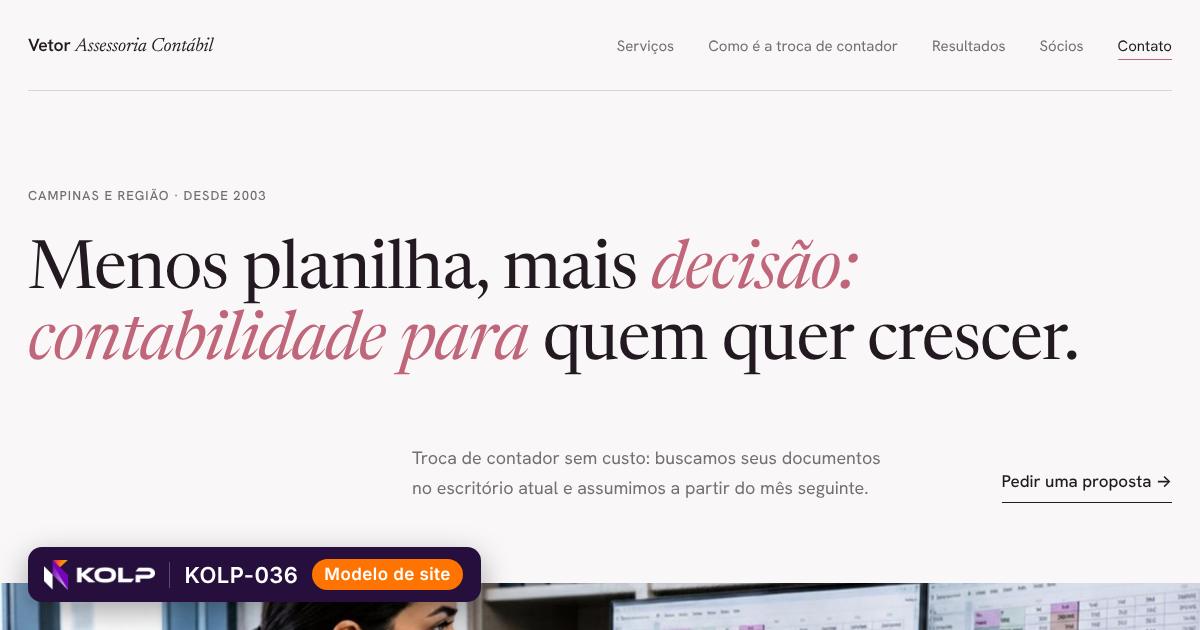 Vetor Assessoria Contábil
Serviços
Como é a troca de contador
Resultados
Sócios
Contato
CAMPINAS E REGIÃO · DESDE 2003
Menos planilha, mais decisão:
contabilidade para quem quer crescer.
Troca de contador sem custo: buscamos seus documentos
no escritório atual e assumimos a partir do mês seguinte.
Pedir uma proposta →
KOLP
KOLP-036
Modelo de site